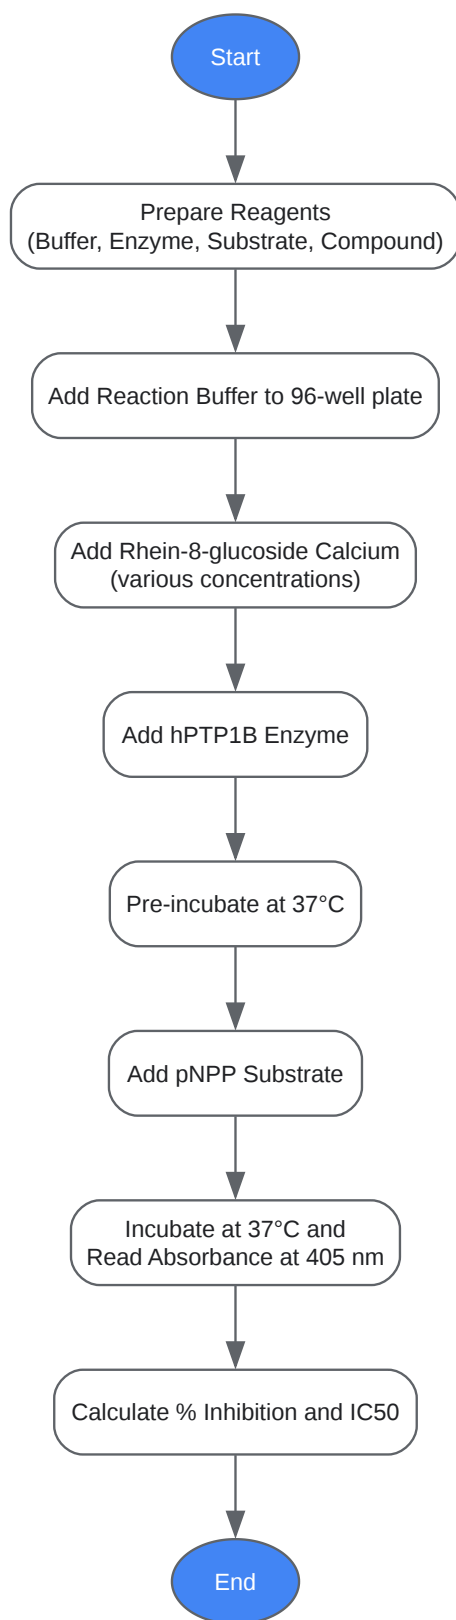 Start
Prepare Reagents
(Buffer, Enzyme, Substrate, Compound)
Add Reaction Buffer to 96-well plate
Add Rhein-8-glucoside Calcium
(various concentrations)
Add hPTP1B Enzyme
Pre-incubate at 37°C
Add pNPP Substrate
Incubate at 37°C and
Read Absorbance at 405 nm
Calculate % Inhibition and IC50
End